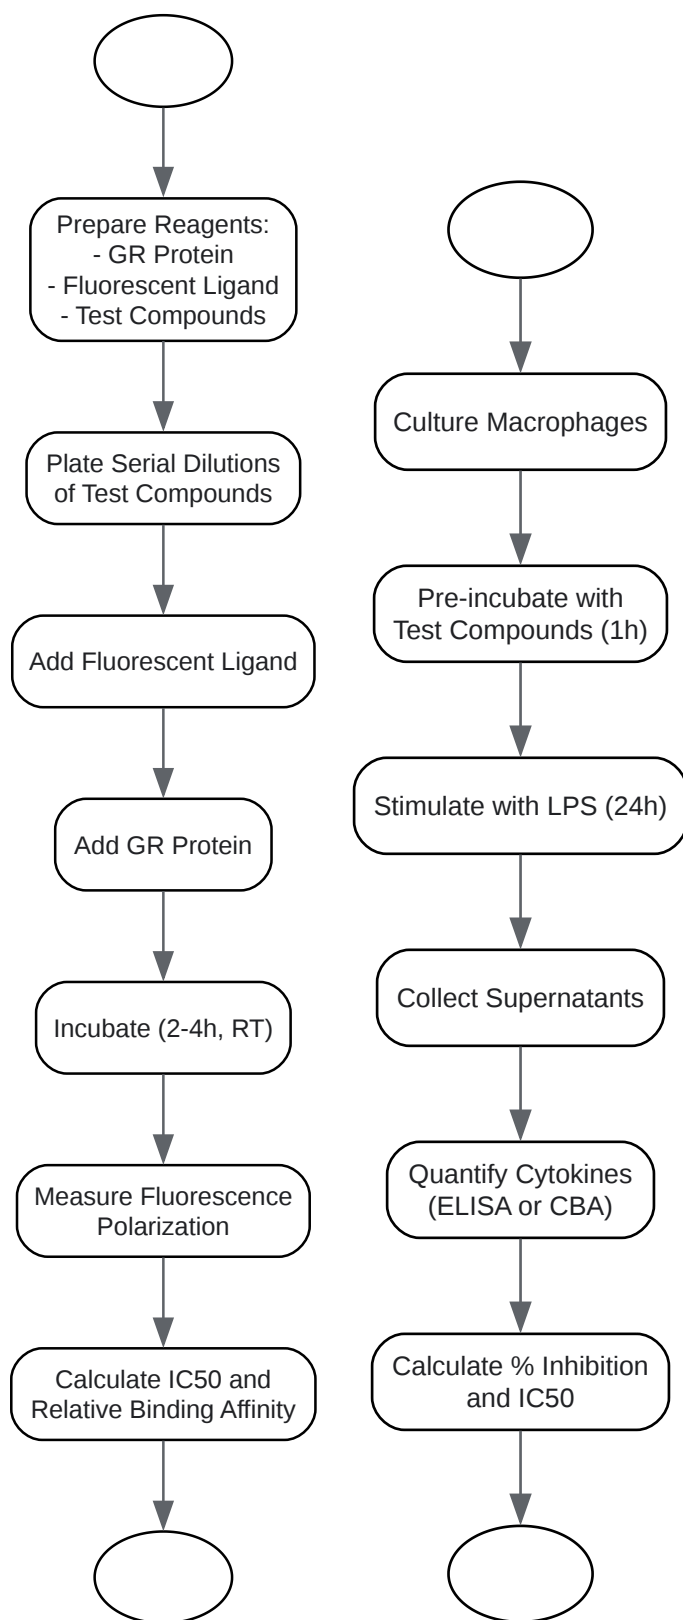 Prepare Reagents:
- GR Protein
- Fluorescent Ligand
- Test Compounds
Plate Serial Dilutions
of Test Compounds
Add Fluorescent Ligand
Add GR Protein
Incubate (2-4h, RT)
Measure Fluorescence
Polarization
Calculate IC50 and
Relative Binding Affinity
Culture Macrophages
Pre-incubate with
Test Compounds (1h)
Stimulate with LPS (24h)
Collect Supernatants
Quantify Cytokines
(ELISA or CBA)
Calculate % Inhibition
and IC50